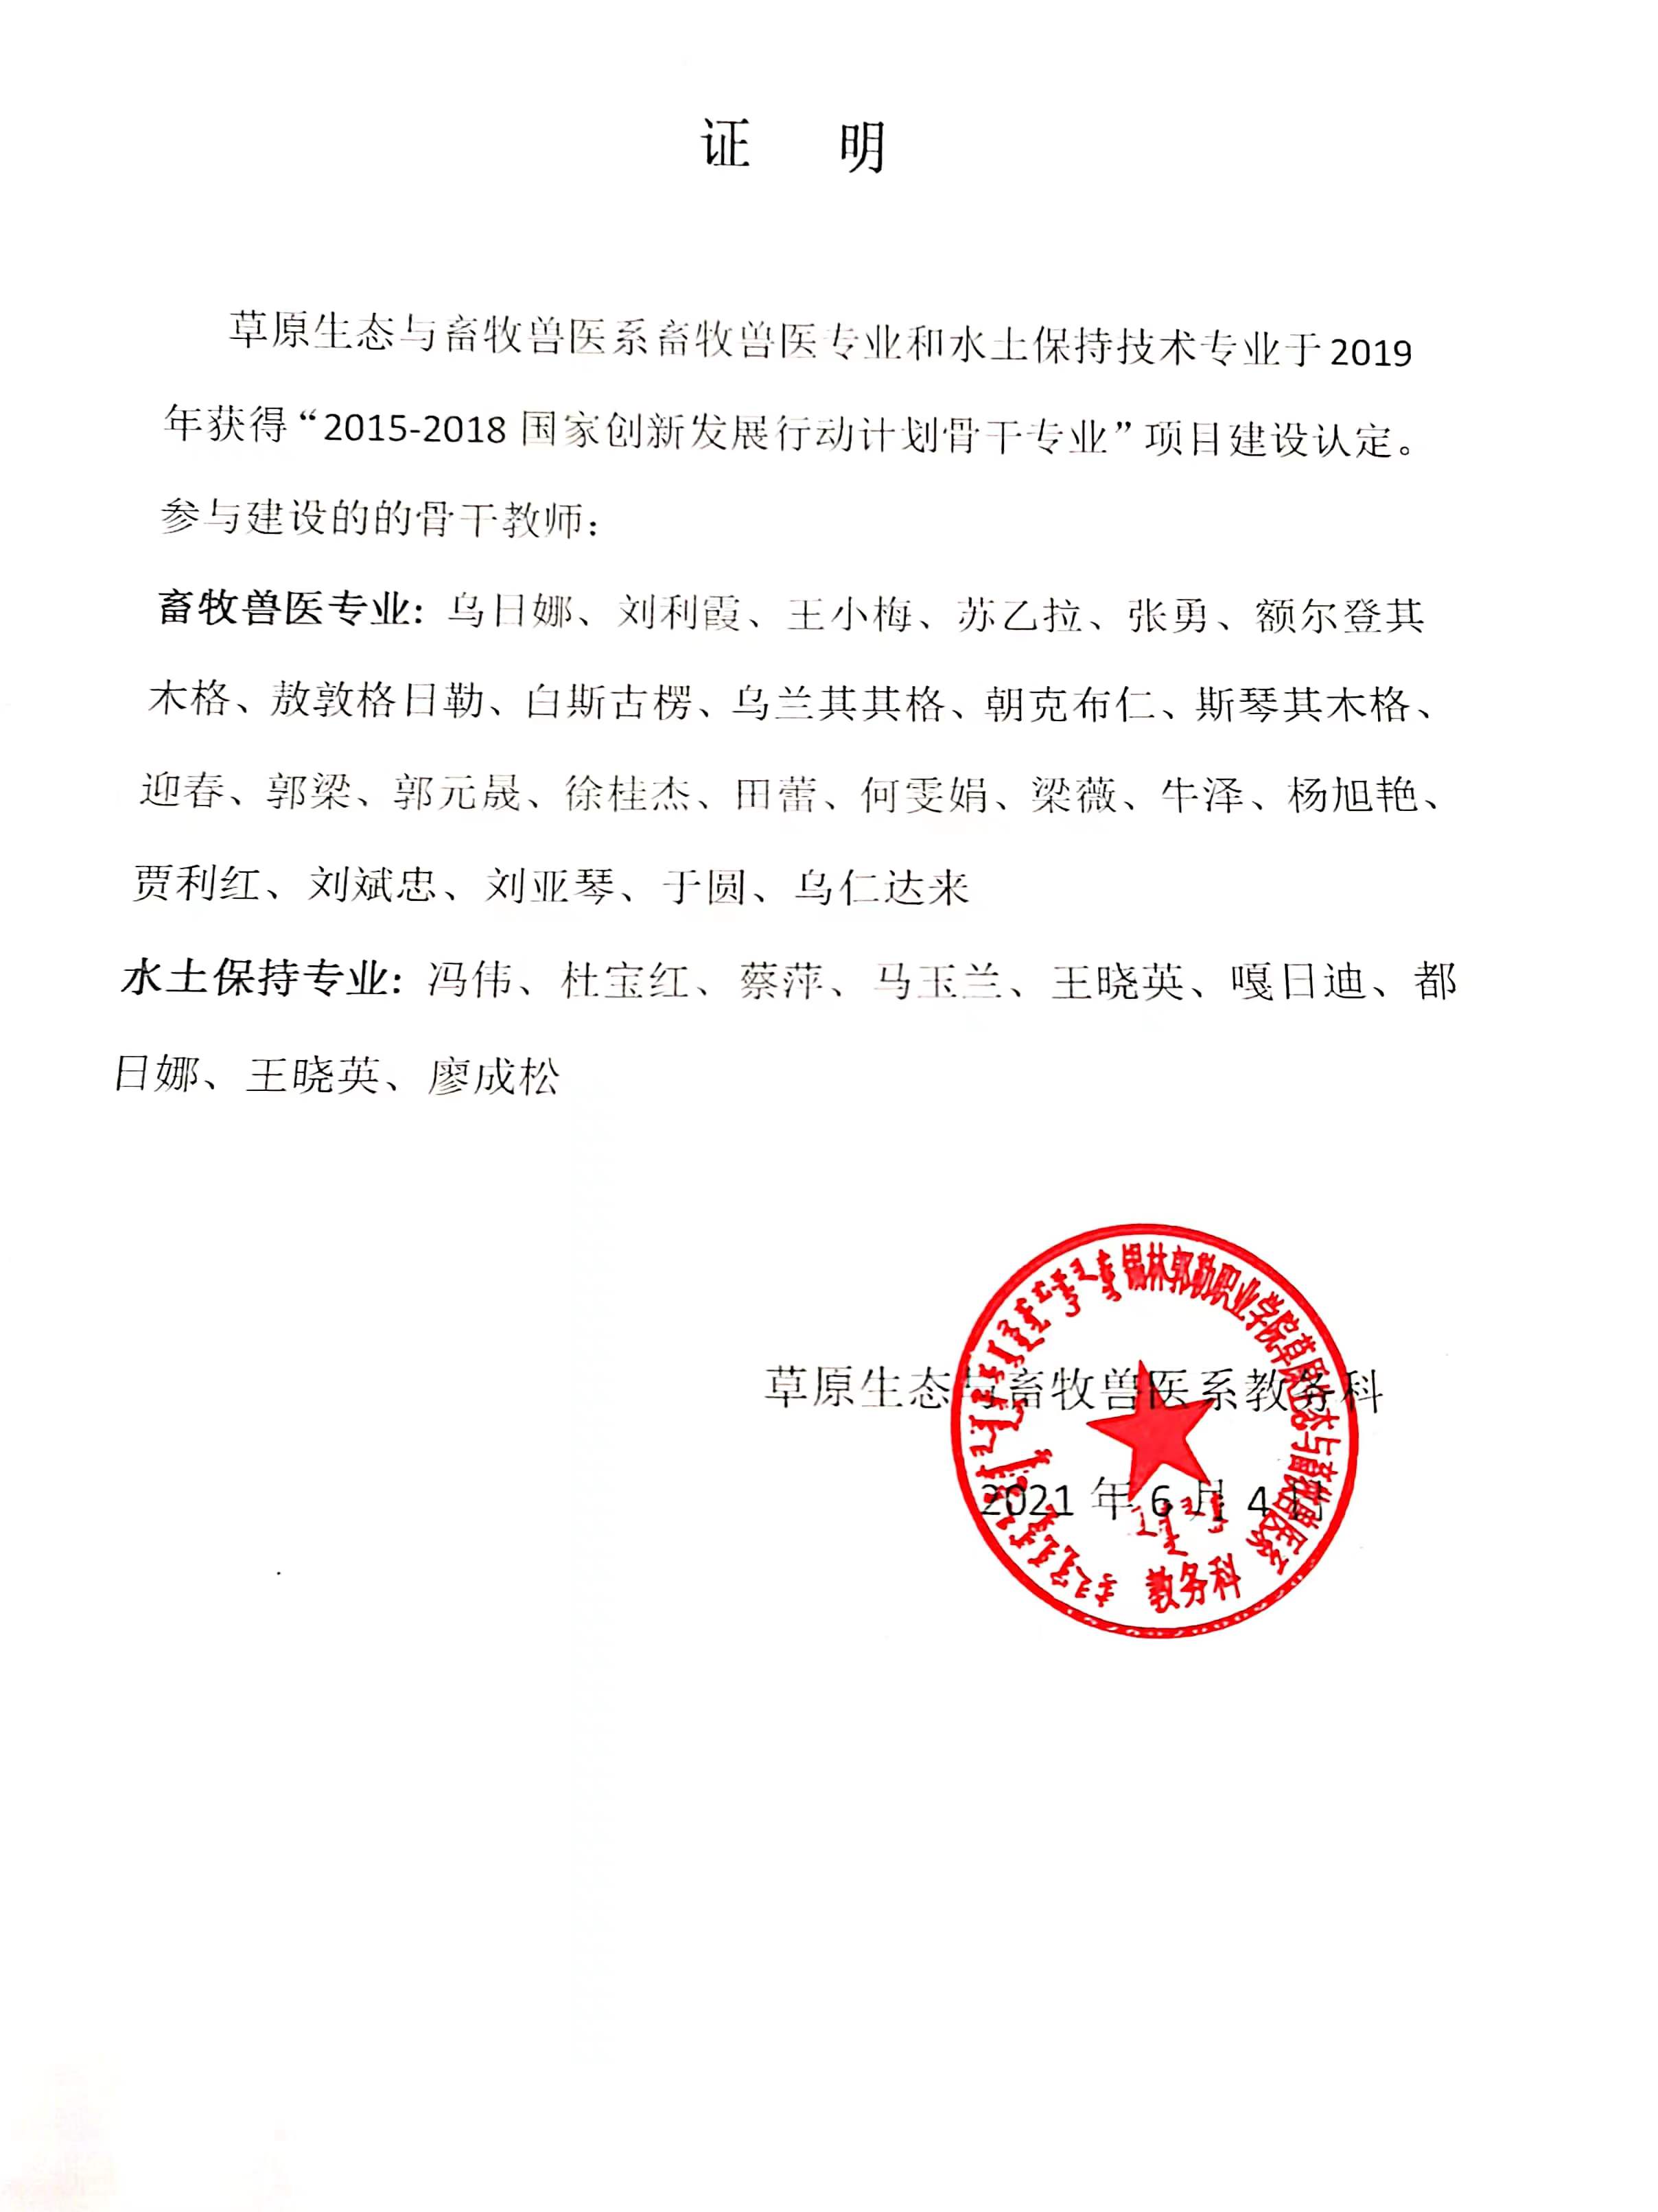 证 明
草原生态与畜牧兽医系畜牧兽医专业和水土保持技术专业于2019
年获得“2015-2018国家创新发展行动计划骨干专业”项目建设认定。
参与建设的的骨干教师：
畜牧兽医专业：乌日娜、刘利霞、王小梅、苏乙拉、张勇、额尔登其
木格、敖敦格日勒、白斯古楞、乌兰其其格、朝克布仁、斯琴其木格、
迎春、郭梁、郭元晟、徐桂杰、田蕾、何雯娟、梁薇、牛泽、杨旭艳、
贾利红、刘斌忠、刘亚琴、于圆、乌仁达来
水土保持专业：冯伟、杜宝红、蔡萍、马玉兰、王晓英、嘎日迪、都
日娜、王晓英、廖成松
草原生态与畜牧兽医系教务科
2021年6月4日
锡林郭勒职业学院草原生态与畜牧兽医系
教务科